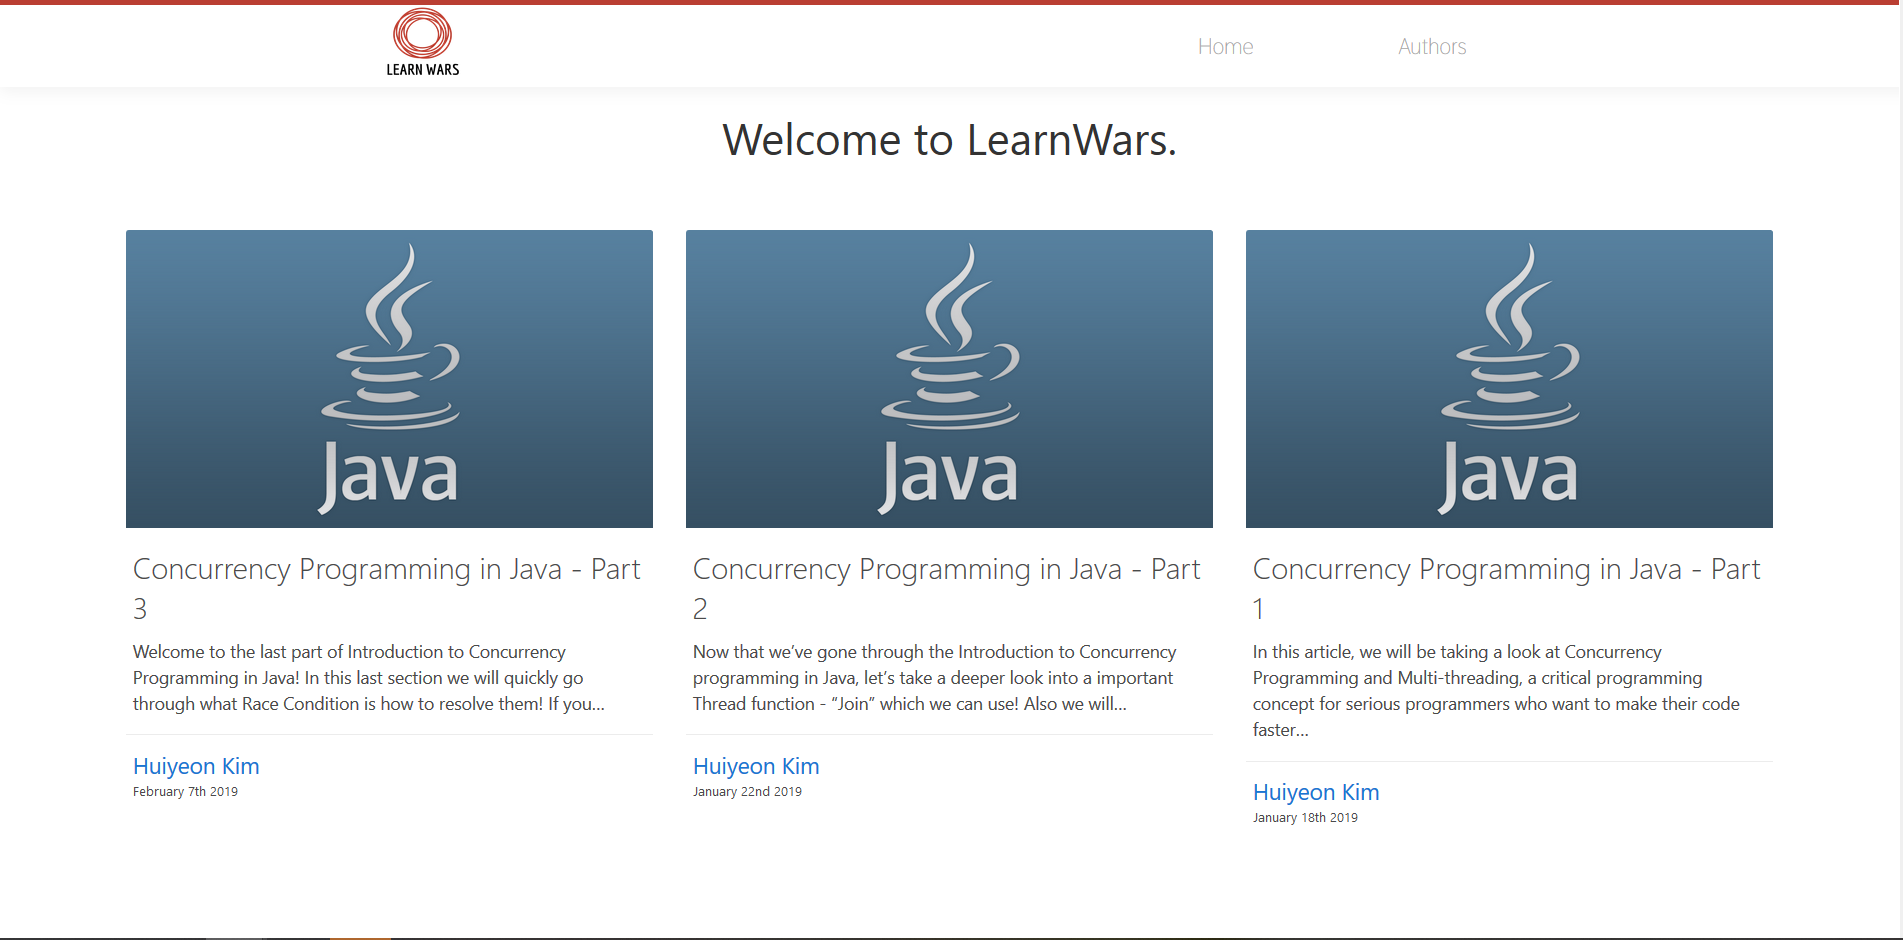 LEARN WARS
Home
Authors
Welcome to LearnWars.
Java
Concurrency Programming in Java - Part
3
Welcome to the last part of Introduction to Concurrency
Programming in Java! In this last section we will quickly go
through what Race Condition is how to resolve them! If you...
Huiyeon Kim
February 7th 2019
Java
Concurrency Programming in Java - Part
2
Now that we’ve gone through the Introduction to Concurrency
programming in Java, let’s take a deeper look into a important
Thread function - “Join” which we can use! Also we will...
Huiyeon Kim
January 22nd 2019
Java
Concurrency Programming in Java - Part
1
In this article, we will be taking a look at Concurrency
Programming and Multi-threading, a critical programming
concept for serious programmers who want to make their code
faster...
Huiyeon Kim
January 18th 2019